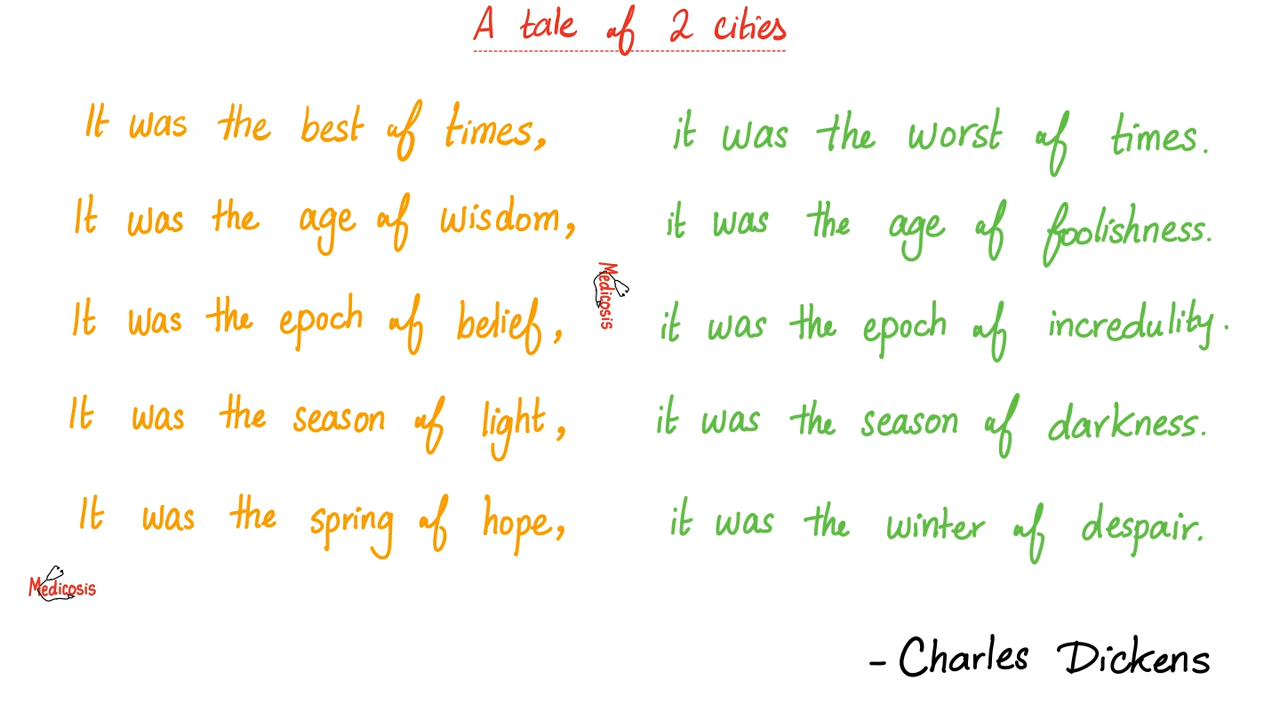 A tale of 2 cities
It was the best of times, it was the worst of times.
It was the age of wisdom, it was the age of foolishness.
Medicosis
It was the epoch of belief, it was the epoch of incredulity.
It was the season of light, it was the season of darkness.
It was the spring of hope, it was the winter of despair.
Medicosis
- Charles Dickens